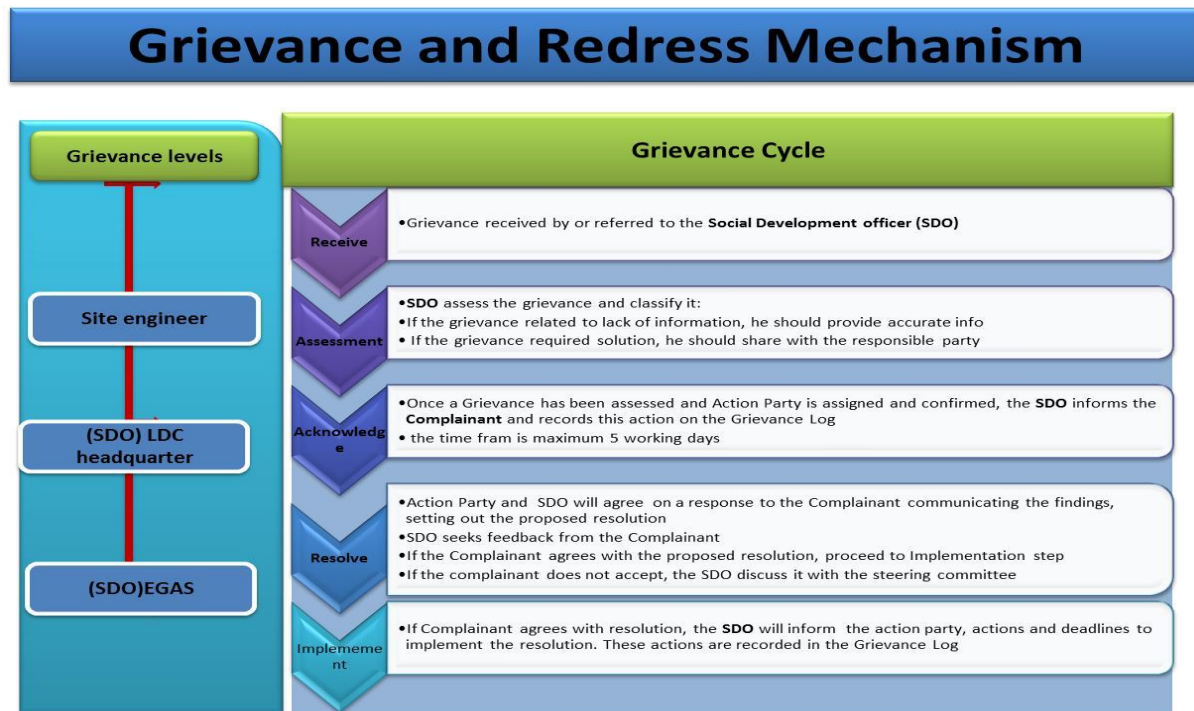 Grievance and Redress Mechanism
Grievance levels
Site engineer
(SDO) LDC
headquarter
(SDO)EGAS
Grievance Cycle
Receive
•Grievance received by or referred to the Social Development officer (SDO)
Assessment
•SDO assess the grievance and classify it:
•If the grievance related to lack of information, he should provide accurate info
• If the grievance required solution, he should share with the responsible party
Acknowledg
e
•Once a Grievance has been assessed and Action Party is assigned and confirmed, the SDO informs the
Complainant and records this action on the Grievance Log
• the time fram is maximum 5 working days
Resolve
•Action Party and SDO will agree on a response to the Complainant communicating the findings,
setting out the proposed resolution
•SDO seeks feedback from the Complainant
•If the Complainant agrees with the proposed resolution, proceed to Implementation step
•If the complainant does not accept, the SDO discuss it with the steering committee
Implememe
nt
•If Complainant agrees with resolution, the SDO will inform the action party, actions and deadlines to
implement the resolution. These actions are recorded in the Grievance Log